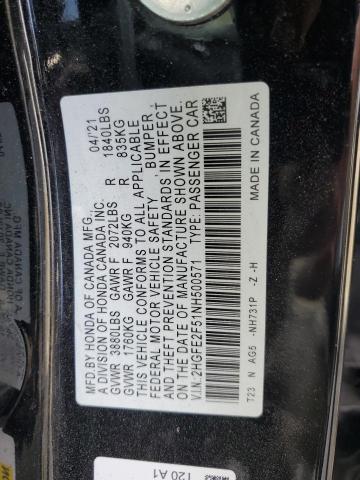 MFD.BY HONDA OF CANADA MFG., 04/21
A DIVISION OF HONDA CANADA INC.
GVWR 3880LBS GAWR F 2072LBS R 1840LBS
GVWR 1760KG GAWR F 940KG R 835KG
THIS VEHICLE CONFORMS TO ALL APPLICABLE
FEDERAL MOTOR VEHICLE SAFETY, BUMPER,
AND THEFT PREVENTION STANDARDS IN EFFECT
ON THE DATE OF MANUFACTURE SHOWN ABOVE.
V.I.N. 2HGFE2F51NH500571 TYPE: PASSENGER CAR
T23 N AG5 -NH731P -Z -H MADE IN CANADA
T20 A1